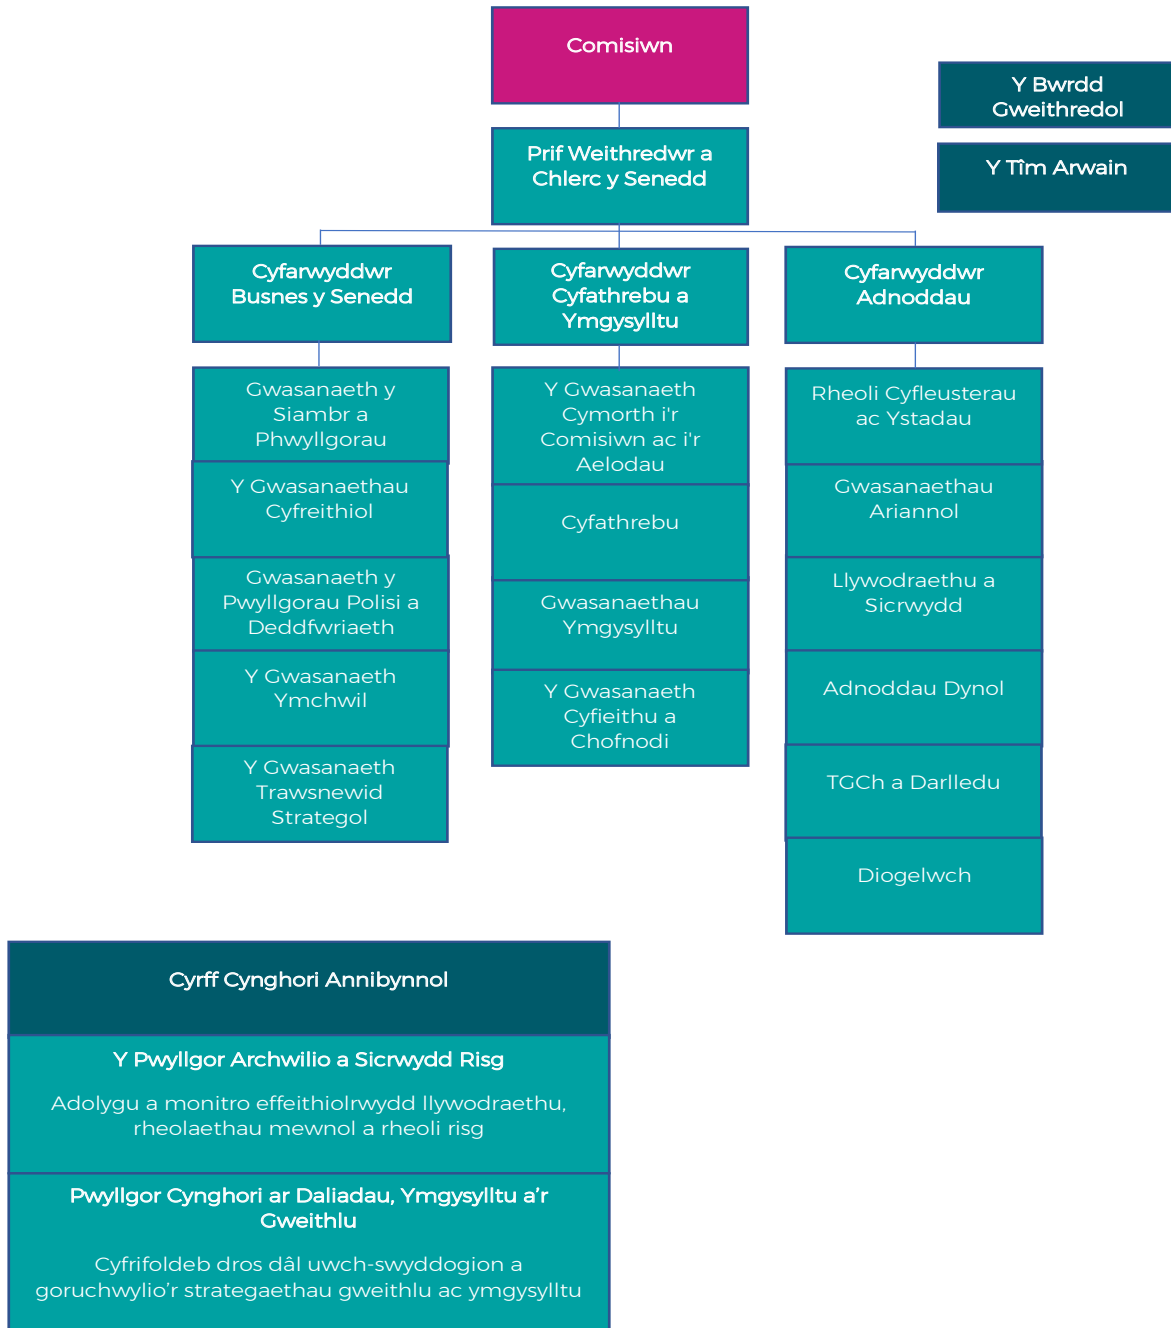 Comisiwn
Y Bwrdd
Gweithredol
Prif Weithredwr a
Chlerc y Senedd
Y Tîm Arwain
Cyfarwyddwr
Busnes y Senedd
Cyfarwyddwr
Cyfathrebu a
Ymgysylltu
Cyfarwyddwr
Adnoddau
Gwasanaeth y
Siambr a
Phwyllgorau
Y Gwasanaethau
Cyfreithiol
Gwasanaeth y
Pwyllgorau Polisi a
Deddfwriaeth
Y Gwasanaeth
Ymchwil
Y Gwasanaeth
Trawsnewid
Strategol
Y Gwasanaeth
Cymorth i'r
Comisiwn ac i'r
Aelodau
Cyfathrebu
Gwasanaethau
Ymgysylltu
Y Gwasanaeth
Cyfieithu a
Chofnodi
Rheoli Cyfleusterau
ac Ystadau
Gwasanaethau
Ariannol
Llywodraethu a
Sicrwydd
Adnoddau Dynol
TGCh a Darlledu
Diogelwch
Cyrff Cynghori Annibynnol
Y Pwyllgor Archwilio a Sicrwydd Risg
Adolygu a monitro effeithiolrwydd llywodraethu,
rheolaethau mewnol a rheoli risg
Pwyllgor Cynghori ar Daliadau, Ymgysylltu a’r
Gweithlu
Cyfrifoldeb dros dâl uwch-swyddogion a
goruchwylio’r strategaethau gweithlu ac ymgysylltu